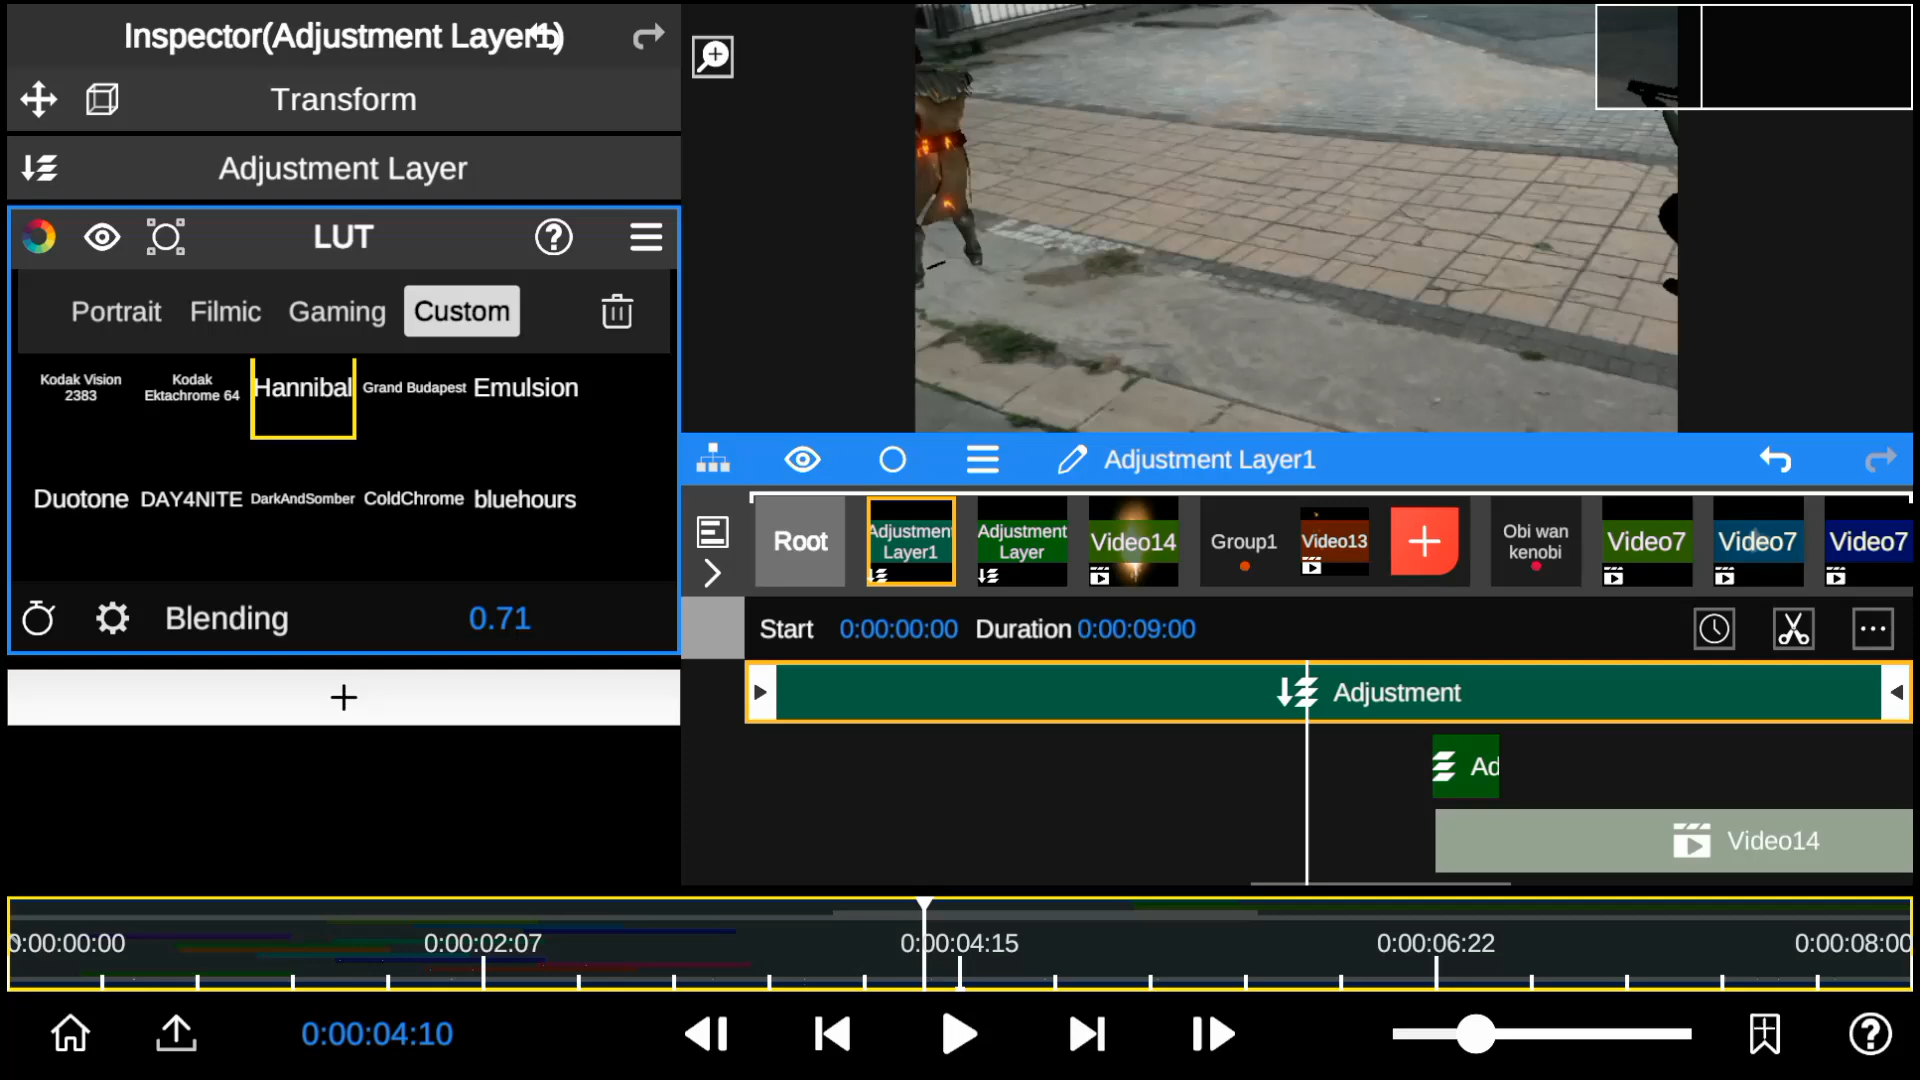 Inspector(Adjustment Layer1)
Transform
Adjustment Layer
LUT
Portrait Filmic Gaming Custom
Kodak Vision 2383
Kodak Ektachrome 64
Hannibal
Grand Budapest
Emulsion
Duotone
DAY4NITE
DarkAndSomber
ColdChrome
bluehours
Blending 0.71
+
Adjustment Layer1
Root
Adjustment Layer1
Adjustment Layer
Video14
Group1
Video13
+
Obi wan kenobi
Video7
Video7
Video7
Start 0:00:00:00 Duration 0:00:09:00
Adjustment
Ad
Video14
0:00:00:00 0:00:02:07 0:00:04:15 0:00:06:22 0:00:08:00
0:00:04:10